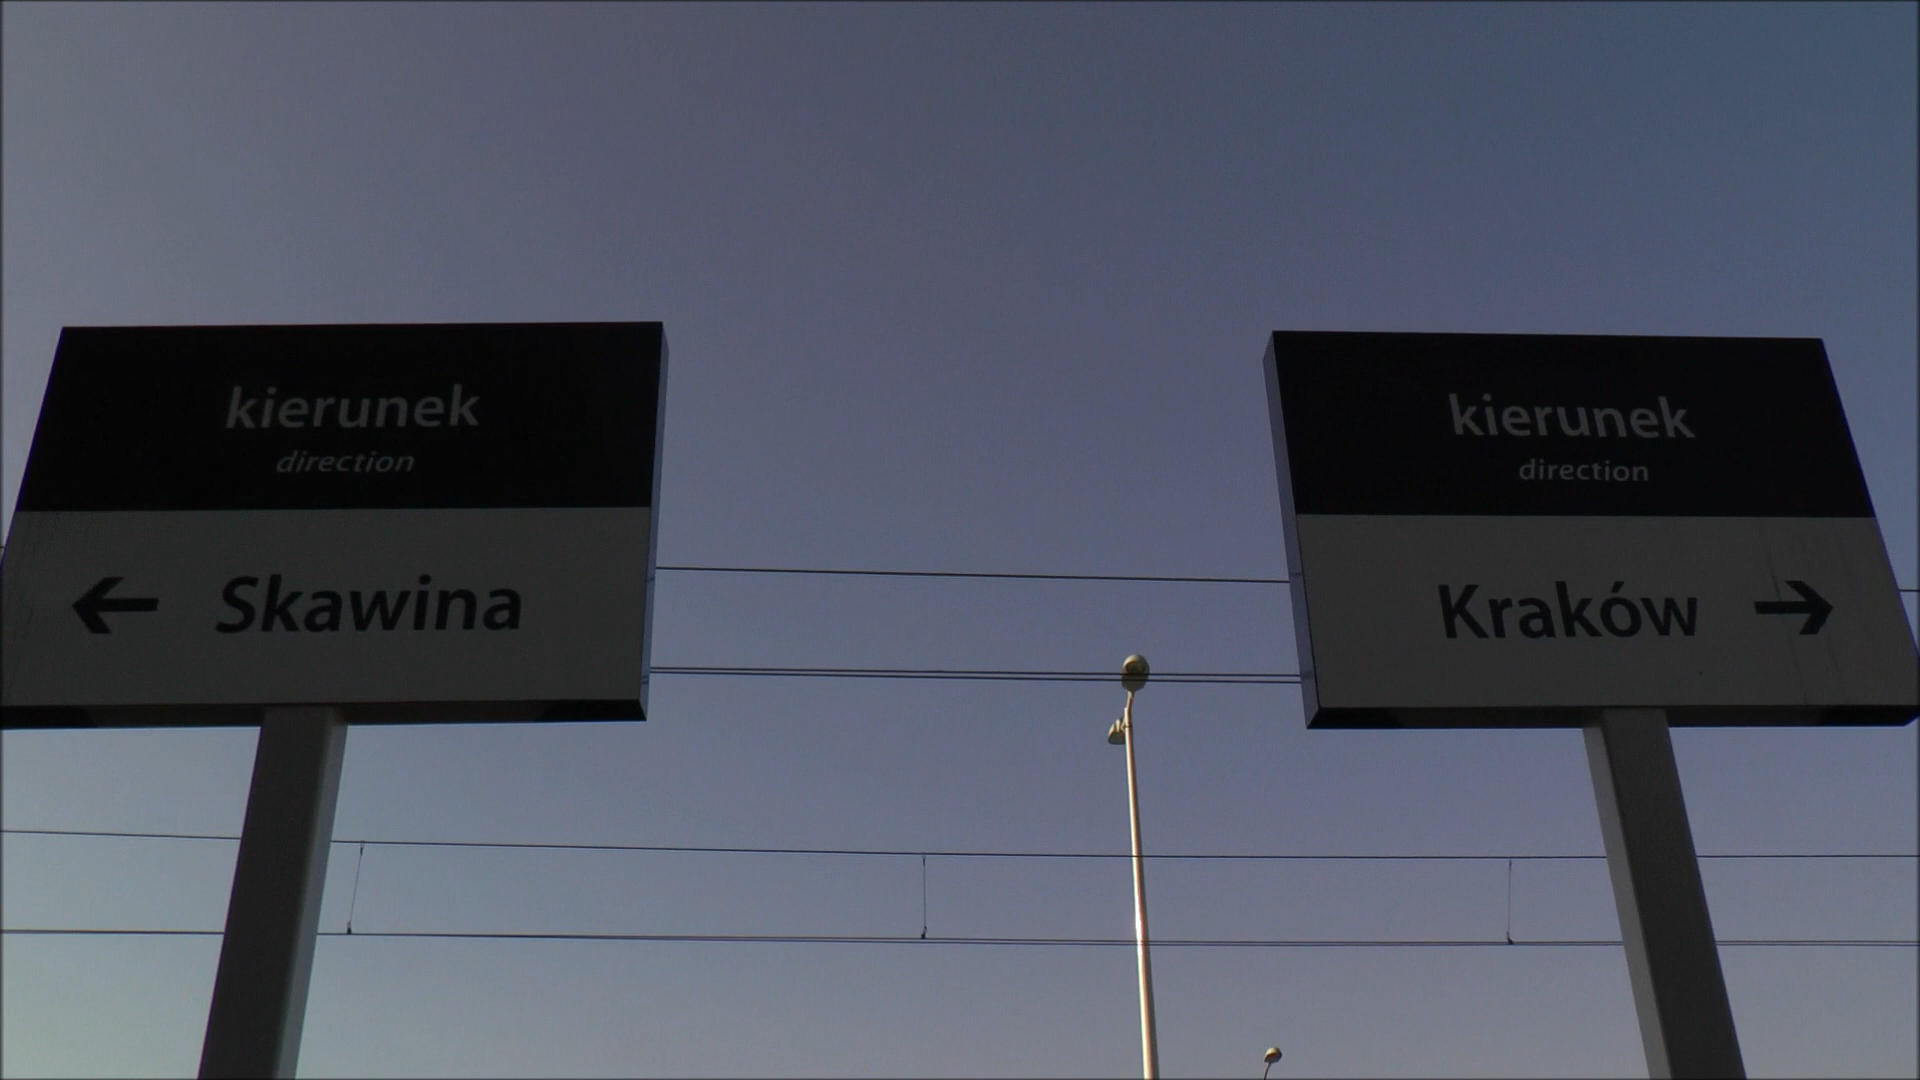 kierunek
direction
← Skawina
kierunek
direction
Kraków →